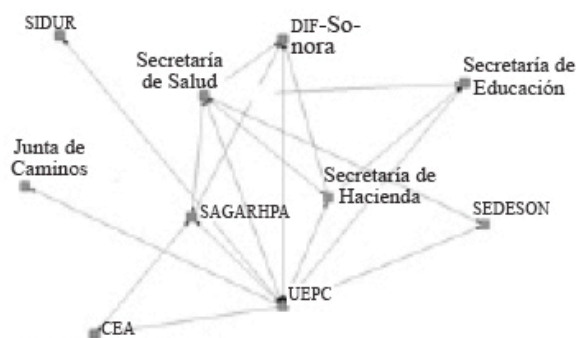 SIDUR
DIF-So-
nora
Secretaría
de Salud
Secretaría de
Educación
Junta de
Caminos
Secretaría de
Hacienda
SAGARHPA
SEDESON
UEPC
CEA